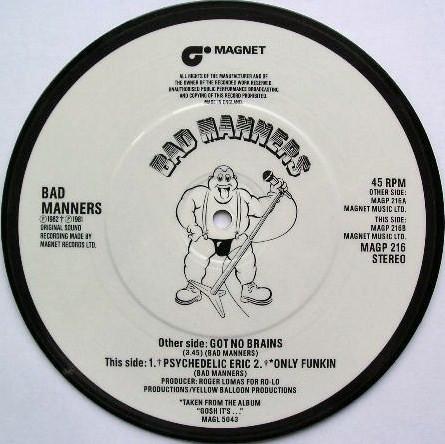 MAGNET
ALL RIGHTS OF THE MANUFACTURER AND OF
THE OWNER OF THE RECORDED WORK RESERVED.
UNAUTHORISED PUBLIC PERFORMANCE BROADCASTING
AND COPYING OF THIS RECORD PROHIBITED.
MADE IN ENGLAND.
BAD MANNERS
BAD
MANNERS
Ⓟ1982† Ⓟ1981
ORIGINAL SOUND
RECORDING MADE BY
MAGNET RECORDS LTD.
45 RPM
OTHER SIDE:
MAGP 216A
MAGNET MUSIC LTD.
THIS SIDE:
MAGP 216B
MAGNET MUSIC LTD.
MAGP 216
STEREO
Other side: GOT NO BRAINS
(3.45) (BAD MANNERS)
This side: 1.†PSYCHEDELIC ERIC 2.†*ONLY FUNKIN
(BAD MANNERS)
PRODUCER: ROGER LOMAS FOR RO-LO
PRODUCTIONS/YELLOW BALLOON PRODUCTIONS
*TAKEN FROM THE ALBUM
"GOSH IT'S..."
MAGL 5043